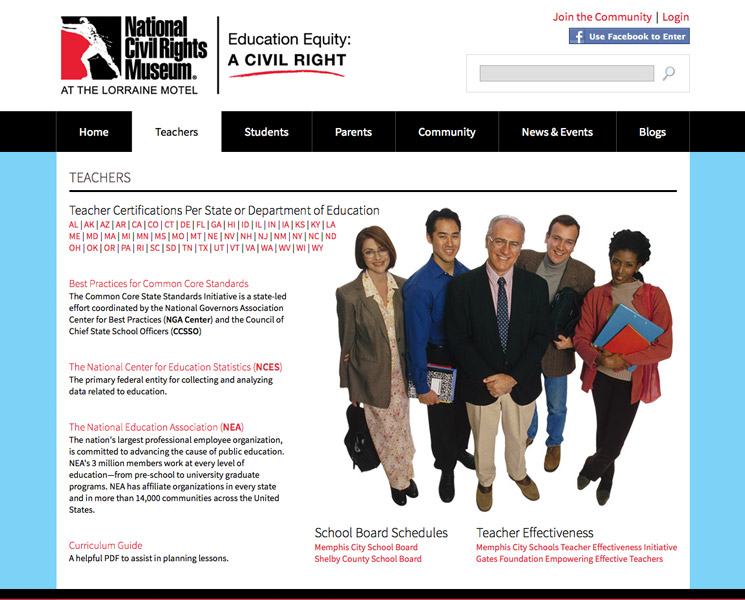 National
Civil Rights
Museum®
AT THE LORRAINE MOTEL
Education Equity:
A CIVIL RIGHT
Join the Community | Login
f Use Facebook to Enter
Home Teachers Students Parents Community News & Events Blogs
TEACHERS
Teacher Certifications Per State or Department of Education
AL | AK | AZ | AR | CA | CO | CT | DE | FL | GA | HI | ID | IL | IN | IA | KS | KY | LA
ME | MD | MA | MI | MN | MS | MO | MT | NE | NV | NH | NJ | NM | NY | NC | ND
OH | OK | OR | PA | RI | SC | SD | TN | TX | UT | VT | VA | WA | WV | WI | WY
Best Practices for Common Core Standards
The Common Core State Standards Initiative is a state-led
effort coordinated by the National Governors Association
Center for Best Practices (NGA Center) and the Council of
Chief State School Officers (CCSSO)
The National Center for Education Statistics (NCES)
The primary federal entity for collecting and analyzing
data related to education.
The National Education Association (NEA)
The nation's largest professional employee organization,
is committed to advancing the cause of public education.
NEA's 3 million members work at every level of
education—from pre-school to university graduate
programs. NEA has affiliate organizations in every state
and in more than 14,000 communities across the United
States.
Curriculum Guide
A helpful PDF to assist in planning lessons.
School Board Schedules
Memphis City School Board
Shelby County School Board
Teacher Effectiveness
Memphis City Schools Teacher Effectiveness Initiative
Gates Foundation Empowering Effective Teachers